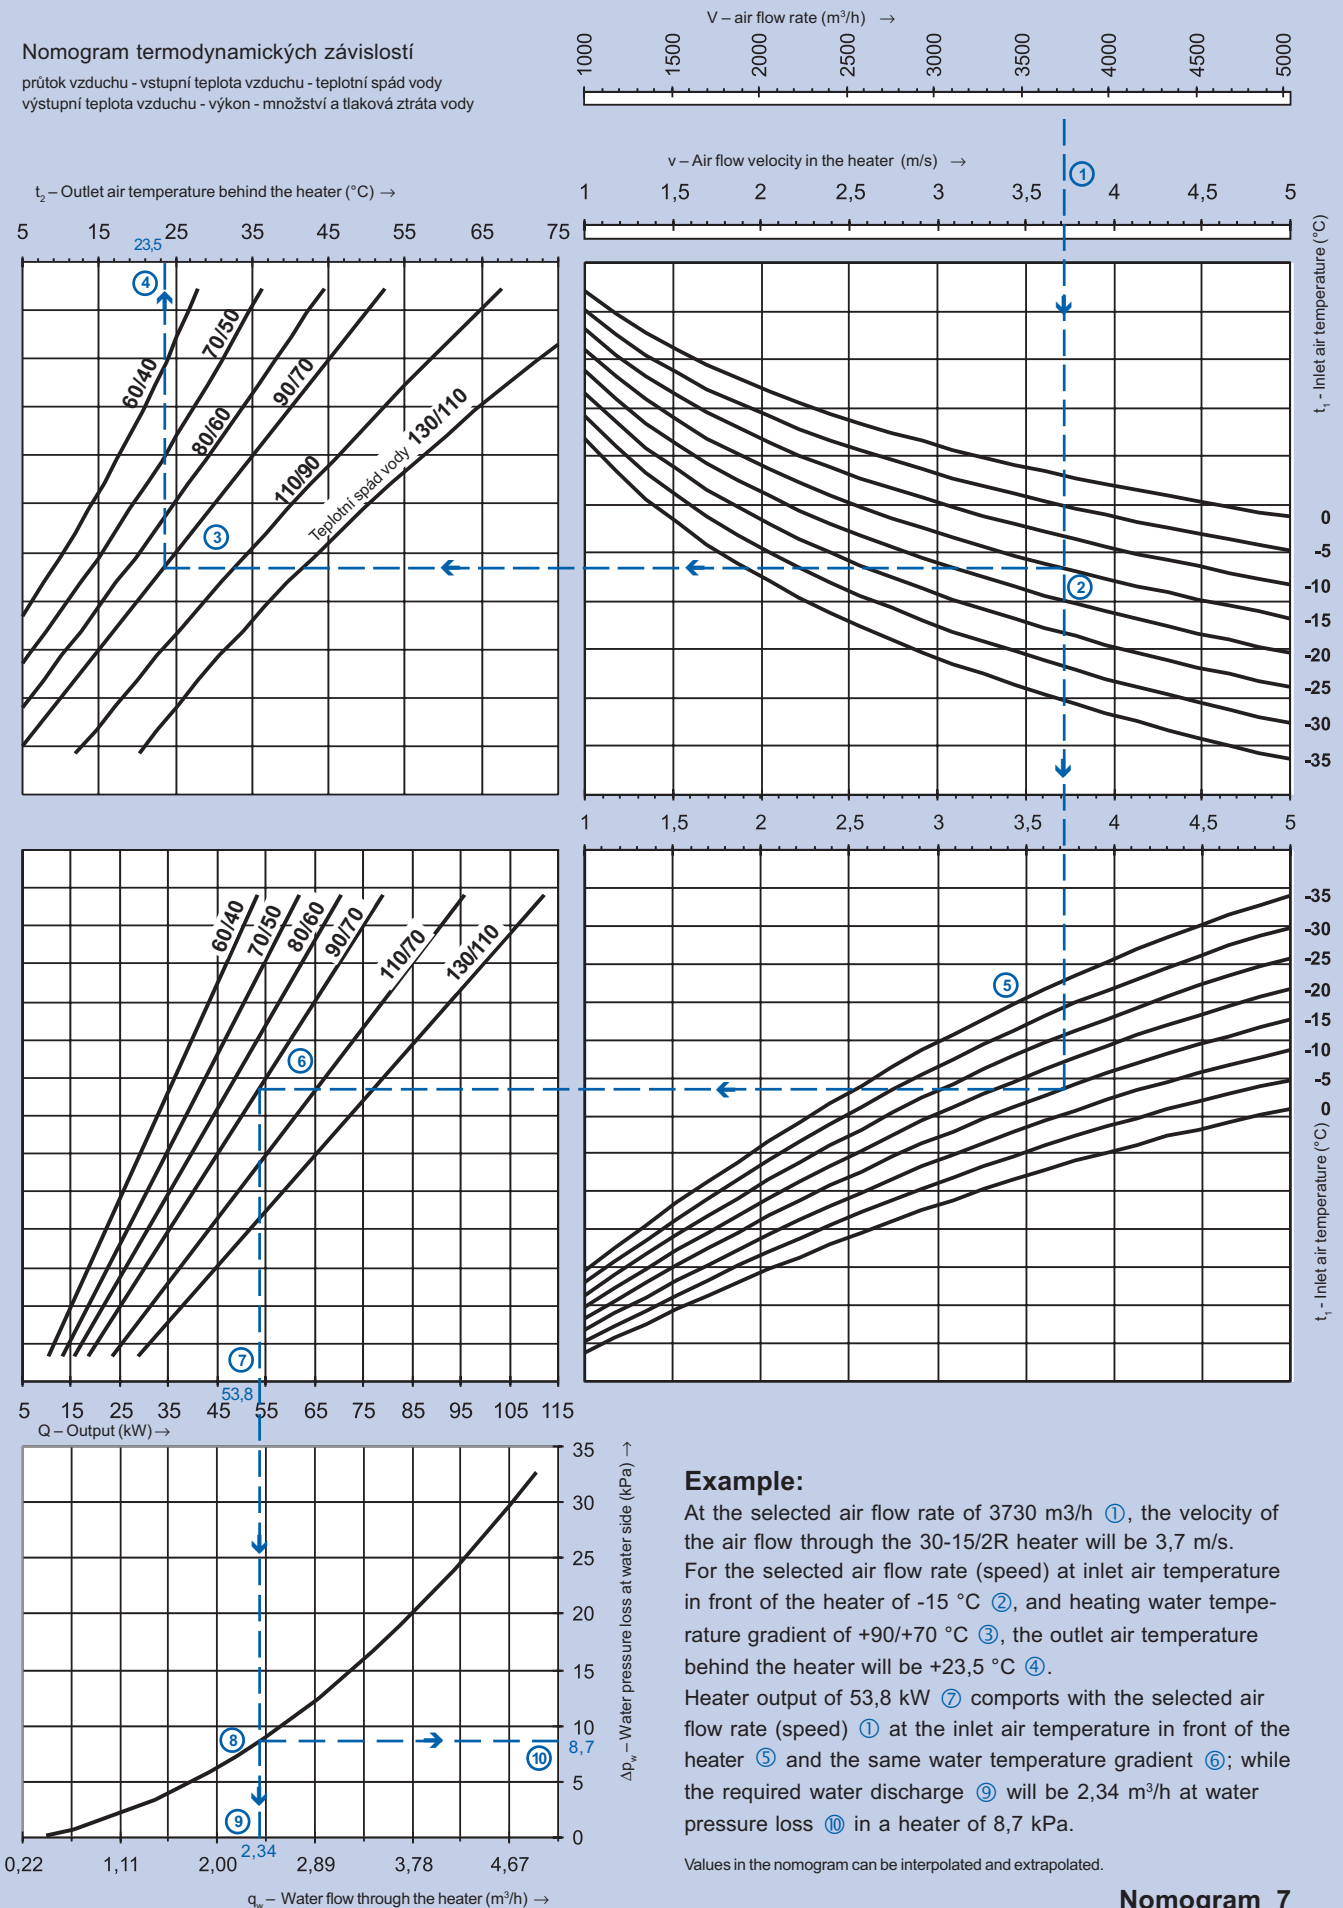 V – air flow rate (m³/h) →
Nomogram termodynamických závislostí
průtok vzduchu - vstupní teplota vzduchu - teplotní spád vody
výstupní teplota vzduchu - výkon - množství a tlaková ztráta vody
1000 1500 2000 2500 3000 3500 4000 4500 5000
v – Air flow velocity in the heater (m/s) →
①
t₂ – Outlet air temperature behind the heater (°C) →
1 1,5 2 2,5 3 3,5 4 4,5 5
5 15 25 35 45 55 65 75
23,5
④
60/40 70/50 80/60 90/70 110/90 130/110
Teplotní spád vody
③
②
t₁ - Inlet air temperature (°C)
0
-5
-10
-15
-20
-25
-30
-35
1 1,5 2 2,5 3 3,5 4 4,5 5
60/40 70/50 80/60 90/70 110/70 130/110
⑤
⑥
⑦
-35
-30
-25
-20
-15
-10
-5
0
t₁ - Inlet air temperature (°C)
53,8
5 15 25 35 45 55 65 75 85 95 105 115
Q – Output (kW) →
35
30
25
20
15
10
8,7
5
0
Δp_w – Water pressure loss at water side (kPa) →
⑧
⑩
⑨
2,34
0,22 1,11 2,00 2,89 3,78 4,67
q_w – Water flow through the heater (m³/h) →
Example:
At the selected air flow rate of 3730 m3/h ①, the velocity of
the air flow through the 30-15/2R heater will be 3,7 m/s.
For the selected air flow rate (speed) at inlet air temperature
in front of the heater of -15 °C ②, and heating water tempe-
rature gradient of +90/+70 °C ③, the outlet air temperature
behind the heater will be +23,5 °C ④.
Heater output of 53,8 kW ⑦ comports with the selected air
flow rate (speed) ① at the inlet air temperature in front of the
heater ⑤ and the same water temperature gradient ⑥; while
the required water discharge ⑨ will be 2,34 m³/h at water
pressure loss ⑩ in a heater of 8,7 kPa.
Values in the nomogram can be interpolated and extrapolated.
Nomogram 7